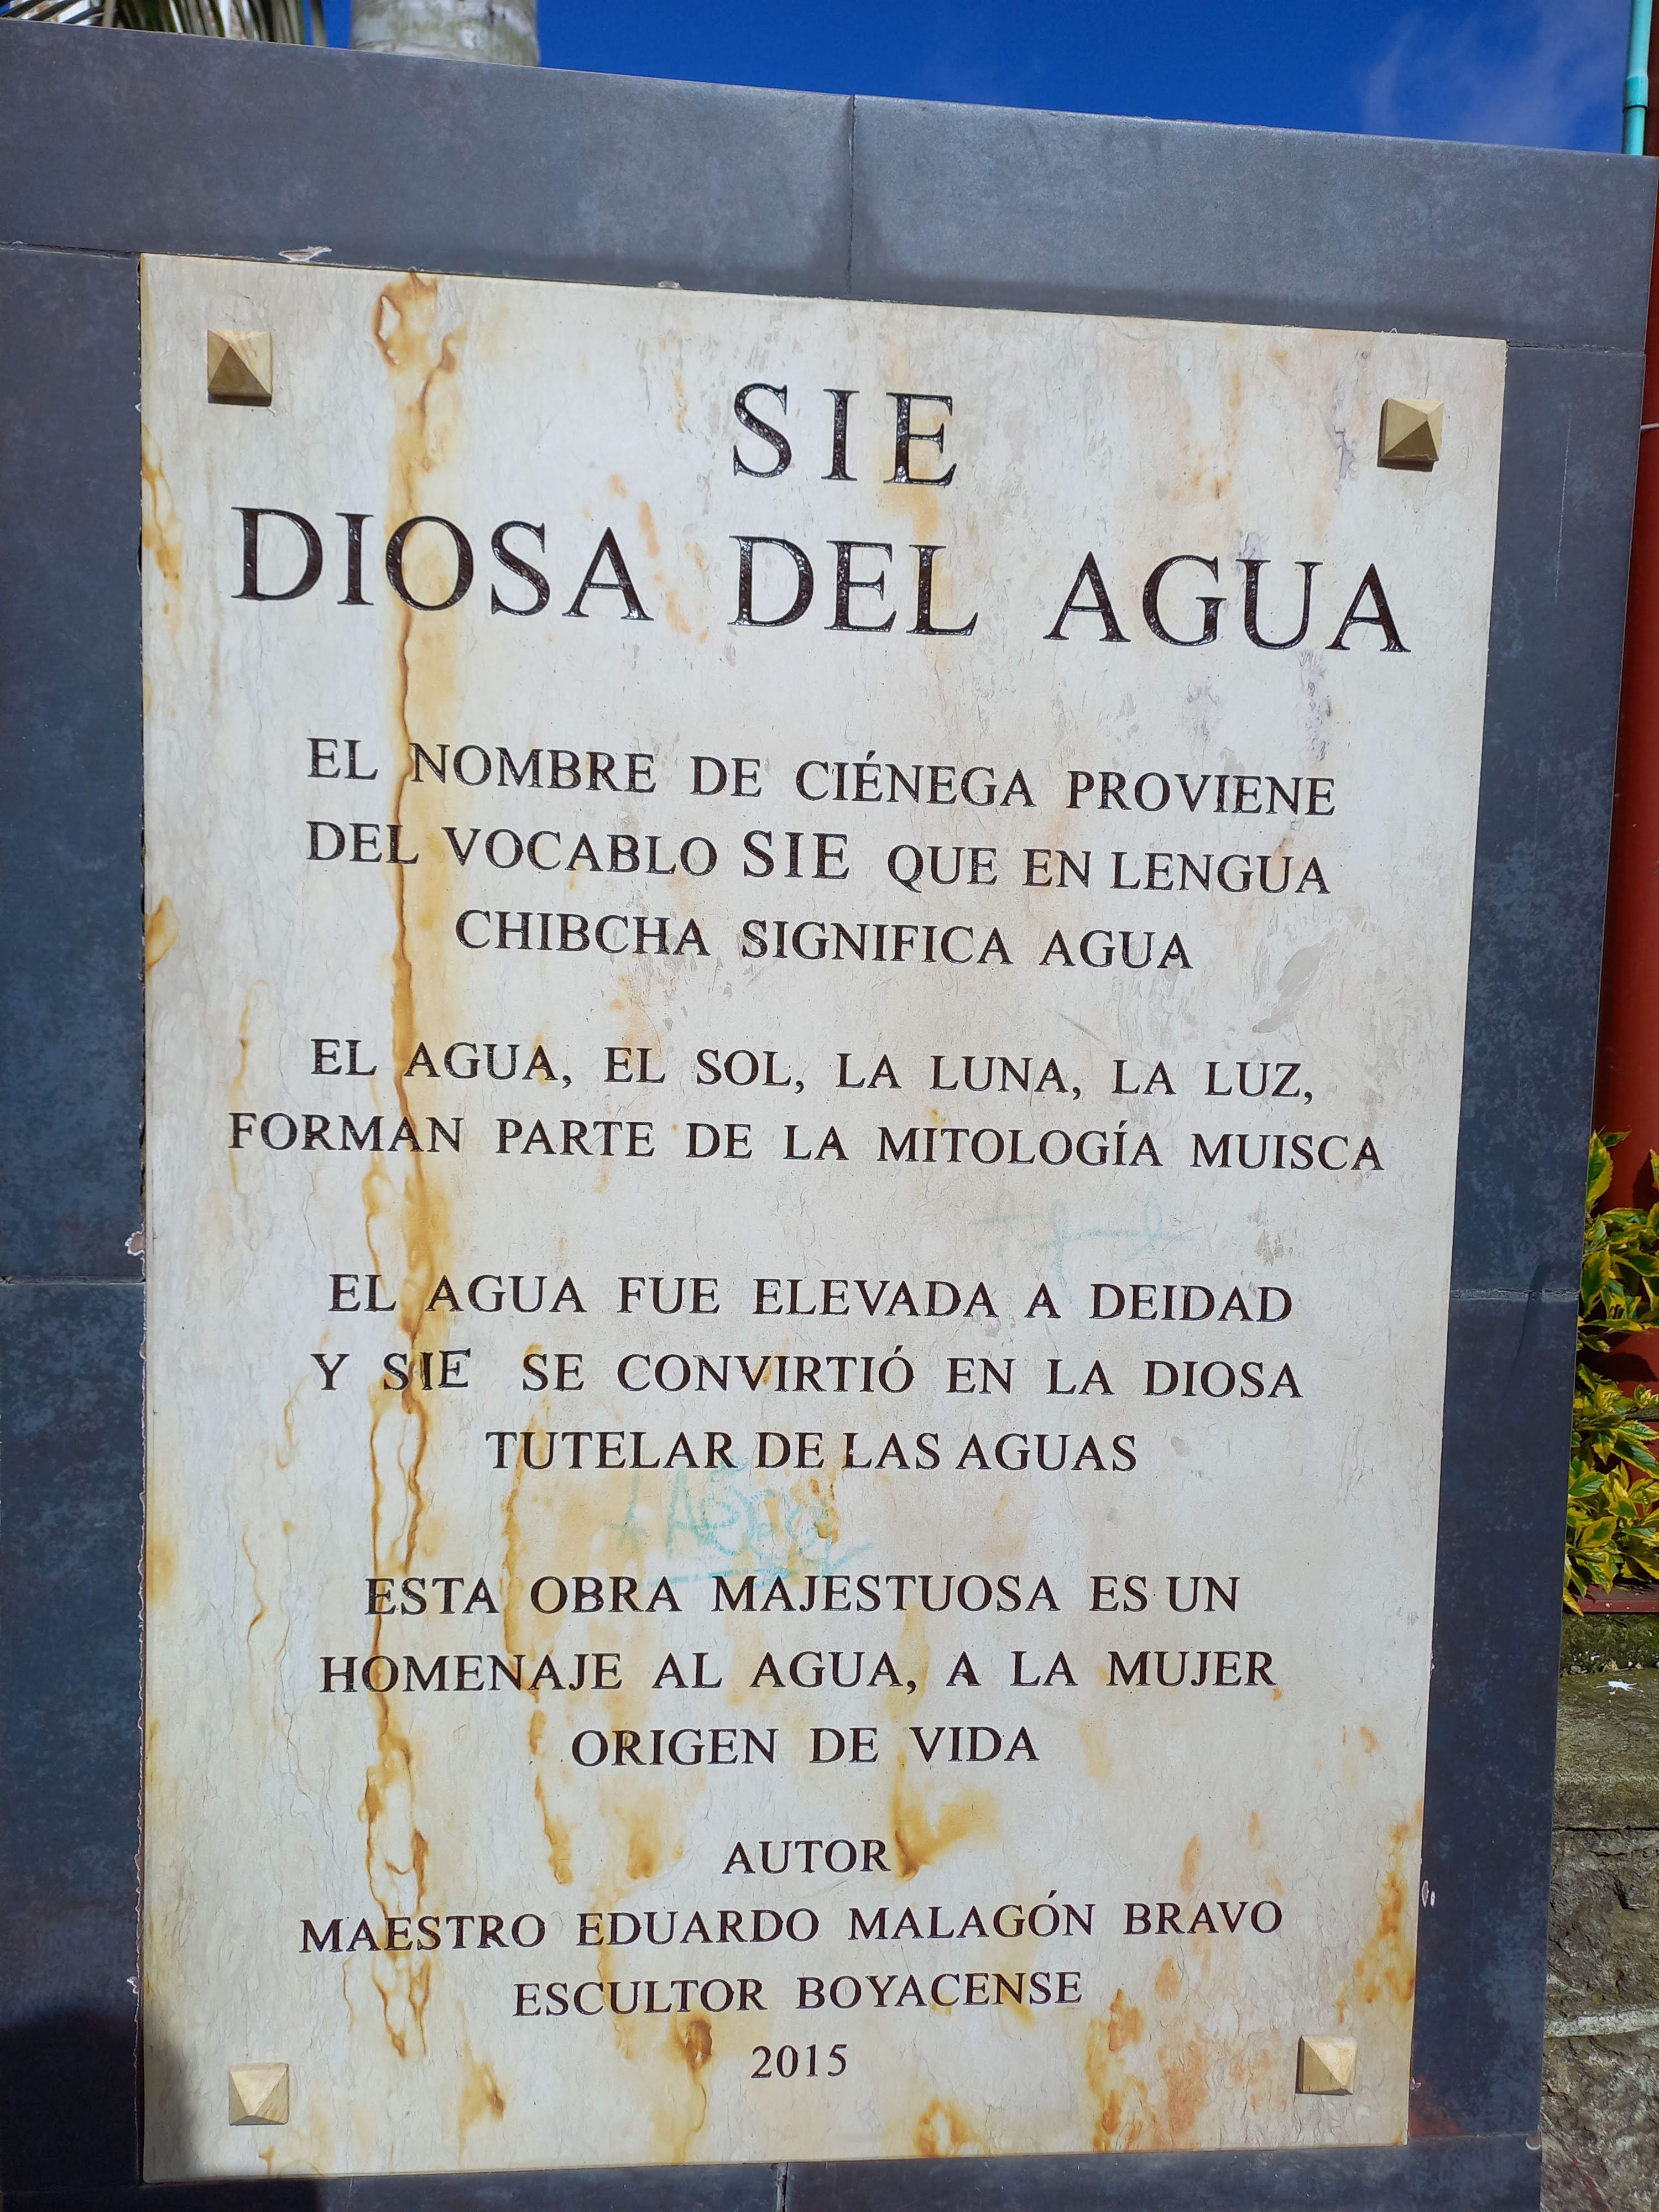 SIE
DIOSA DEL AGUA
EL NOMBRE DE CIÉNEGA PROVIENE
DEL VOCABLO SIE QUE EN LENGUA
CHIBCHA SIGNIFICA AGUA
EL AGUA, EL SOL, LA LUNA, LA LUZ,
FORMAN PARTE DE LA MITOLOGÍA MUISCA
EL AGUA FUE ELEVADA A DEIDAD
Y SIE SE CONVIRTIÓ EN LA DIOSA
TUTELAR DE LAS AGUAS
ESTA OBRA MAJESTUOSA ES UN
HOMENAJE AL AGUA, A LA MUJER
ORIGEN DE VIDA
AUTOR
MAESTRO EDUARDO MALAGÓN BRAVO
ESCULTOR BOYACENSE
2015